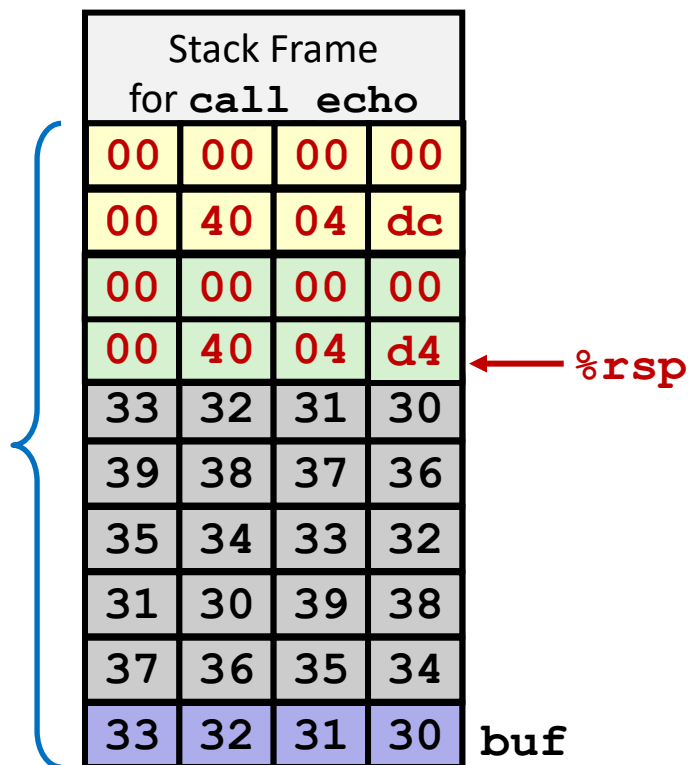 Stack Frame
for call echo
00 00 00 00
00 40 04 dc
00 00 00 00
00 40 04 d4
%rsp
33 32 31 30
39 38 37 36
35 34 33 32
31 30 39 38
37 36 35 34
33 32 31 30
buf